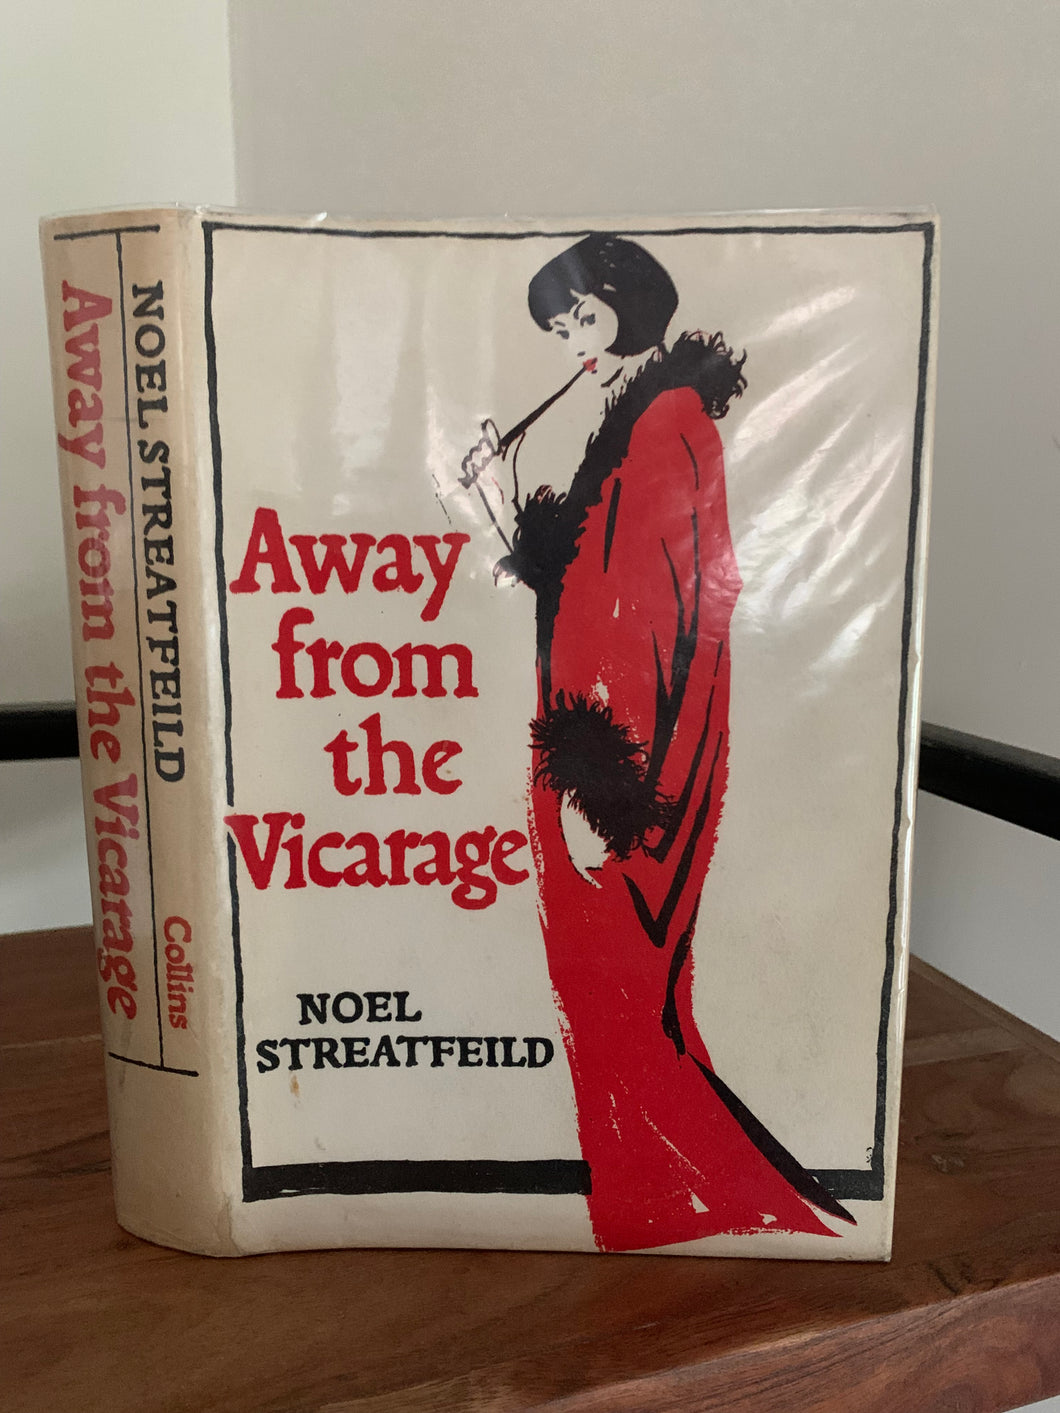 Away from the Vicarage
NOEL STREATFEILD
Collins
Away
from
the
Vicarage
NOEL
STREATFEILD